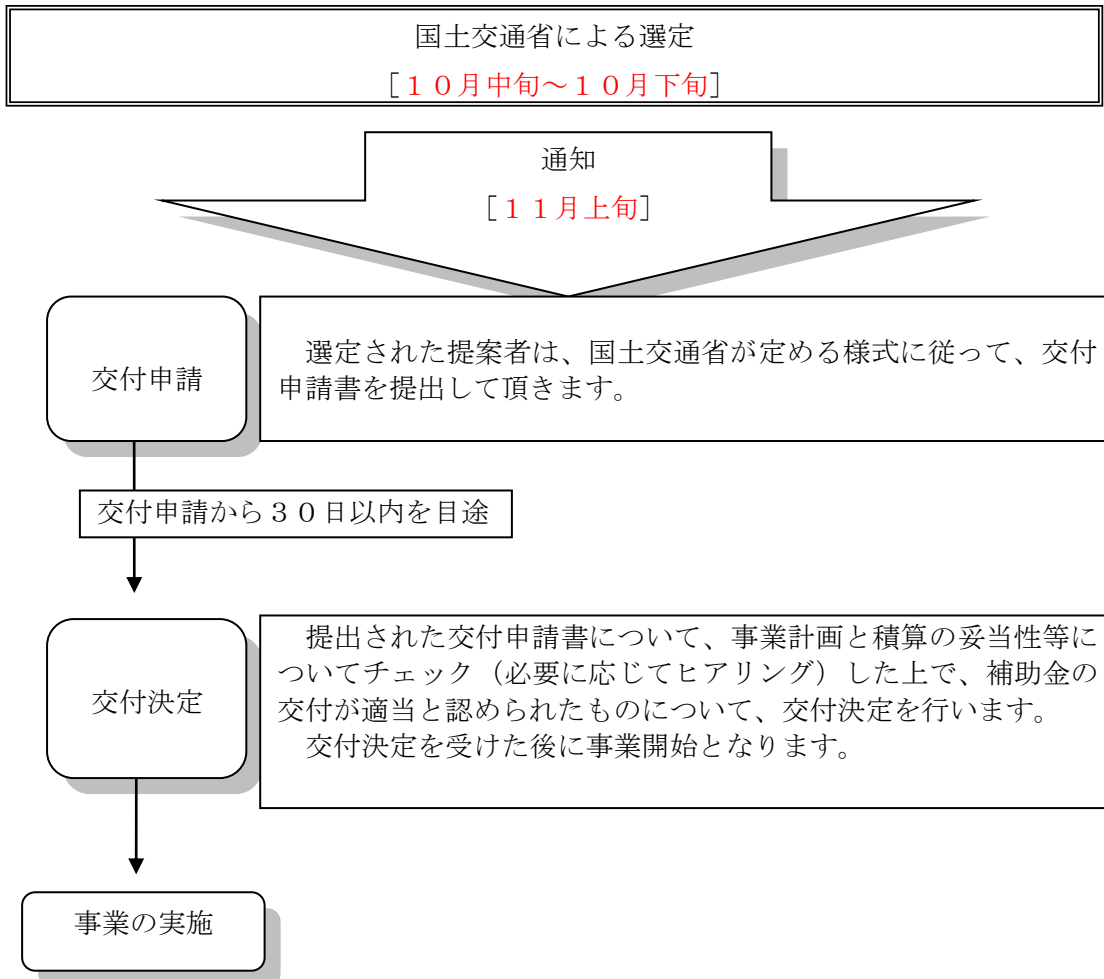 国土交通省による選定
［１０月中旬～１０月下旬］
通知
［１１月上旬］
交付申請
選定された提案者は、国土交通省が定める様式に従って、交付
申請書を提出して頂きます。
交付申請から３０日以内を目途
交付決定
提出された交付申請書について、事業計画と積算の妥当性等に
ついてチェック（必要に応じてヒアリング）した上で、補助金の
交付が適当と認められたものについて、交付決定を行います。
交付決定を受けた後に事業開始となります。
事業の実施